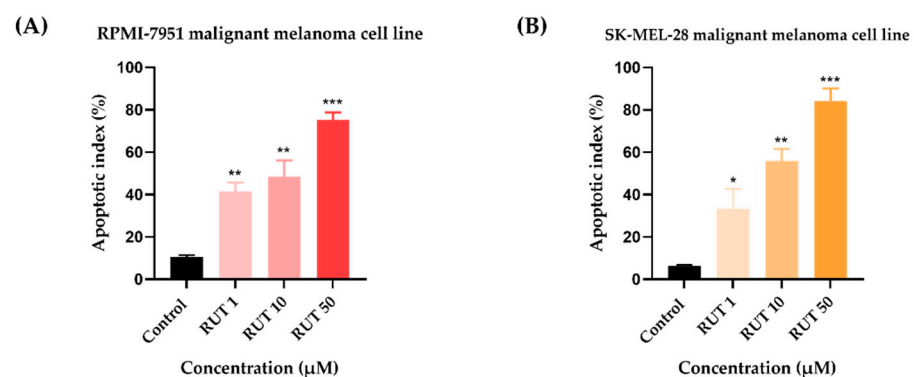 (A)
RPMI-7951 malignant melanoma cell line
Apoptotic index (%)
100
80
60
40
20
0
**
**
***
Control
RUT 1
RUT 10
RUT 50
Concentration (µM)
(B)
SK-MEL-28 malignant melanoma cell line
Apoptotic index (%)
100
80
60
40
20
0
*
**
***
Control
RUT 1
RUT 10
RUT 50
Concentration (µM)